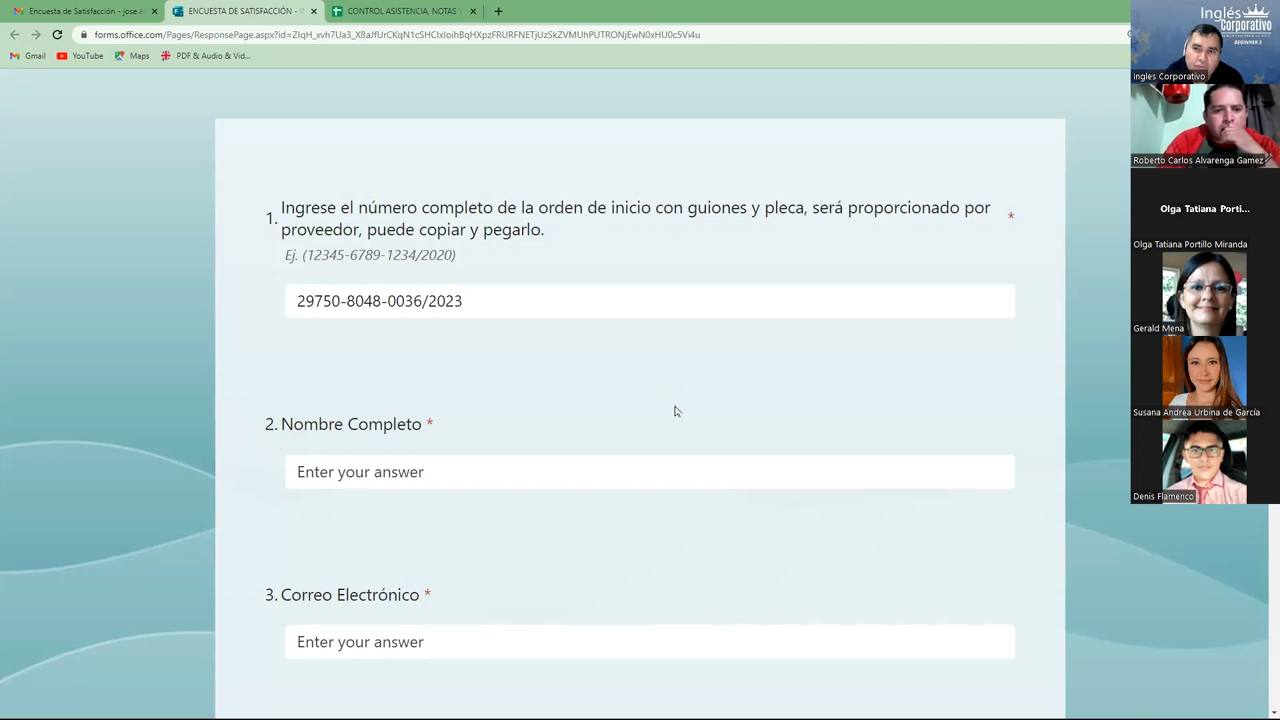 Encuesta de Satisfacción - jose.a
ENCUESTA DE SATISFACCIÓN - R
CONTROL ASISTENCIA, NOTAS Y
forms.office.com/Pages/ResponsePage.aspx?id=ZIqH_xvh7Ua3_X8aJfUrCKqN1cSHCIxIoihBqHXpzFRURFNETjUzSkZVMUhPUTRONjEwN0xHU0c5Vi4u
Gmail
YouTube
Maps
PDF & Audio & Vid...
1. Ingrese el número completo de la orden de inicio con guiones y pleca, será proporcionado por *
proveedor, puede copiar y pegarlo.
Ej. (12345-6789-1234/2020)
29750-8048-0036/2023
2. Nombre Completo *
Enter your answer
3. Correo Electrónico *
Enter your answer
Inglés
Corporativo
BEGINNER 3
Ingles Corporativo
Roberto Carlos Alvarenga Gamez
Olga Tatiana Porti...
Olga Tatiana Portillo Miranda
Gerald Mena
Susana Andrea Urbina de García
Denis Flamenco